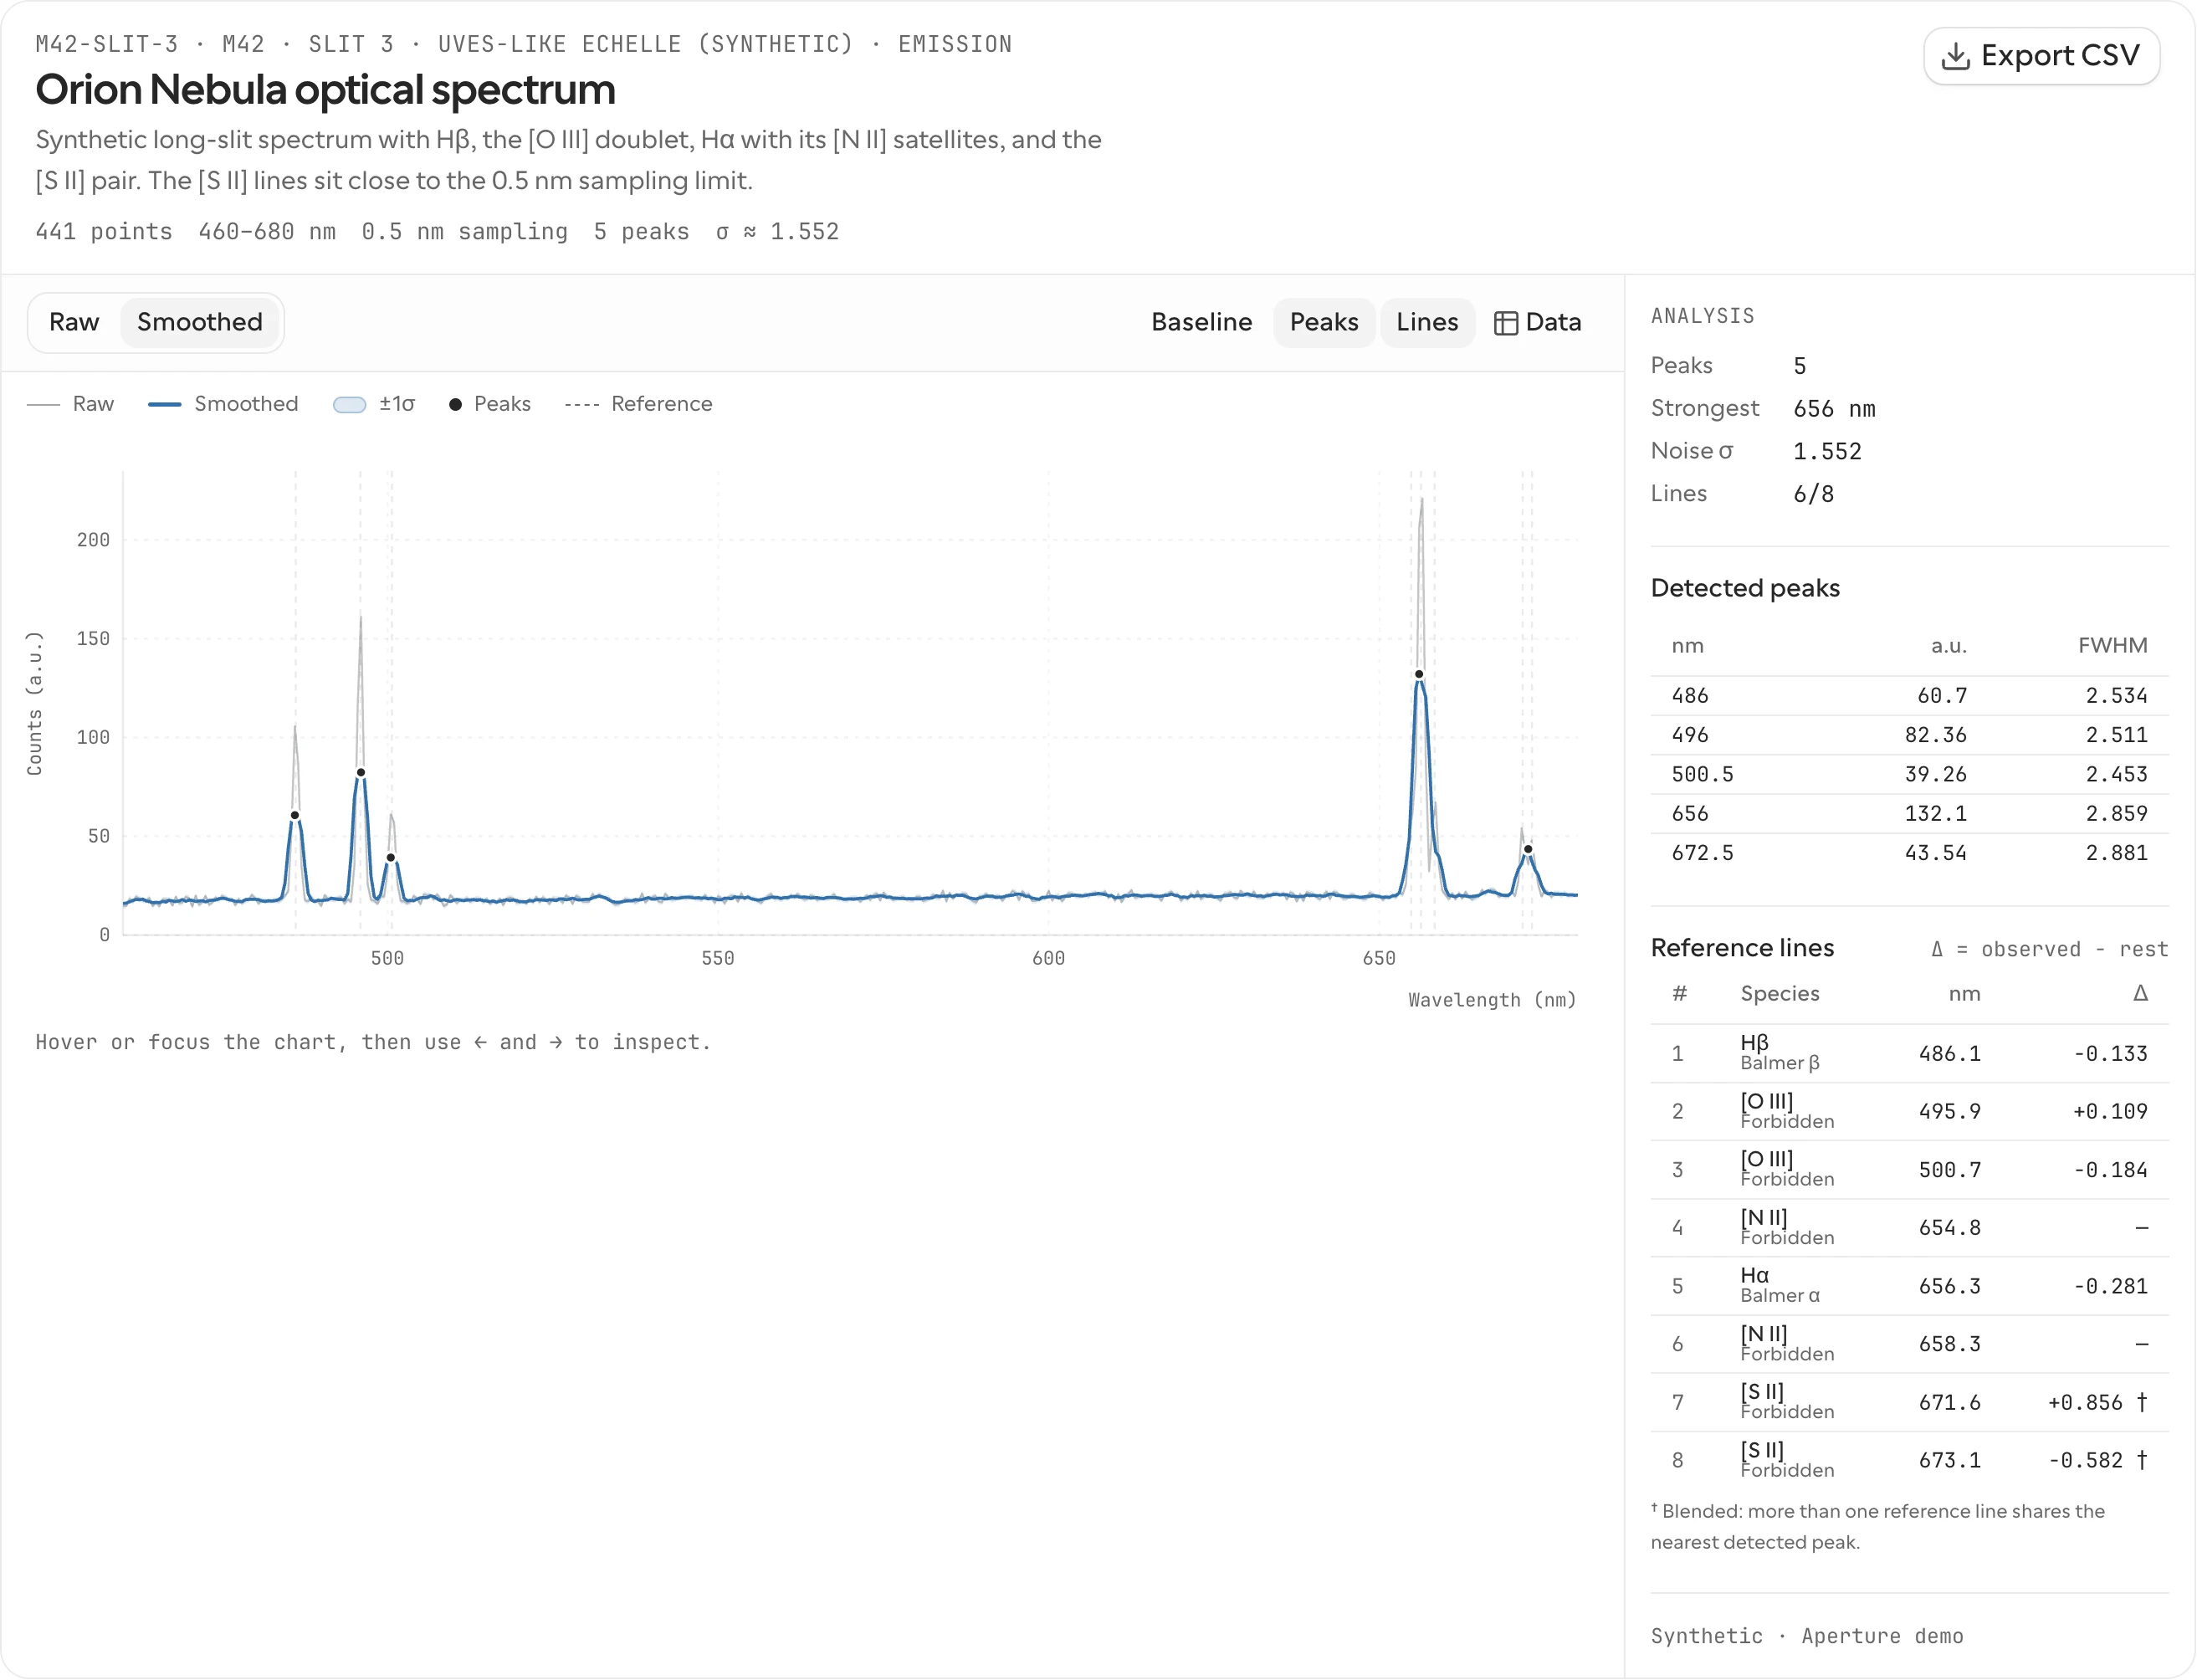 M42-SLIT-3 · M42 · SLIT 3 · UVES-LIKE ECHELLE (SYNTHETIC) · EMISSION
Export CSV
Orion Nebula optical spectrum
Synthetic long-slit spectrum with Hβ, the [O III] doublet, Hα with its [N II] satellites, and the
[S II] pair. The [S II] lines sit close to the 0.5 nm sampling limit.
441 points 460–680 nm 0.5 nm sampling 5 peaks σ ≈ 1.552
Raw Smoothed Baseline Peaks Lines Data
Raw Smoothed ±1σ Peaks Reference
Counts (a.u.)
200
150
100
50
0
500 550 600 650
Wavelength (nm)
Hover or focus the chart, then use ← and → to inspect.
ANALYSIS
Peaks 5
Strongest 656 nm
Noise σ 1.552
Lines 6/8
Detected peaks
nm a.u. FWHM
486 60.7 2.534
496 82.36 2.511
500.5 39.26 2.453
656 132.1 2.859
672.5 43.54 2.881
Reference lines Δ = observed - rest
# Species nm Δ
1 Hβ 486.1 -0.133
Balmer β
2 [O III] 495.9 +0.109
Forbidden
3 [O III] 500.7 -0.184
Forbidden
4 [N II] 654.8 —
Forbidden
5 Hα 656.3 -0.281
Balmer α
6 [N II] 658.3 —
Forbidden
7 [S II] 671.6 +0.856 †
Forbidden
8 [S II] 673.1 -0.582 †
Forbidden
† Blended: more than one reference line shares the
nearest detected peak.
Synthetic · Aperture demo